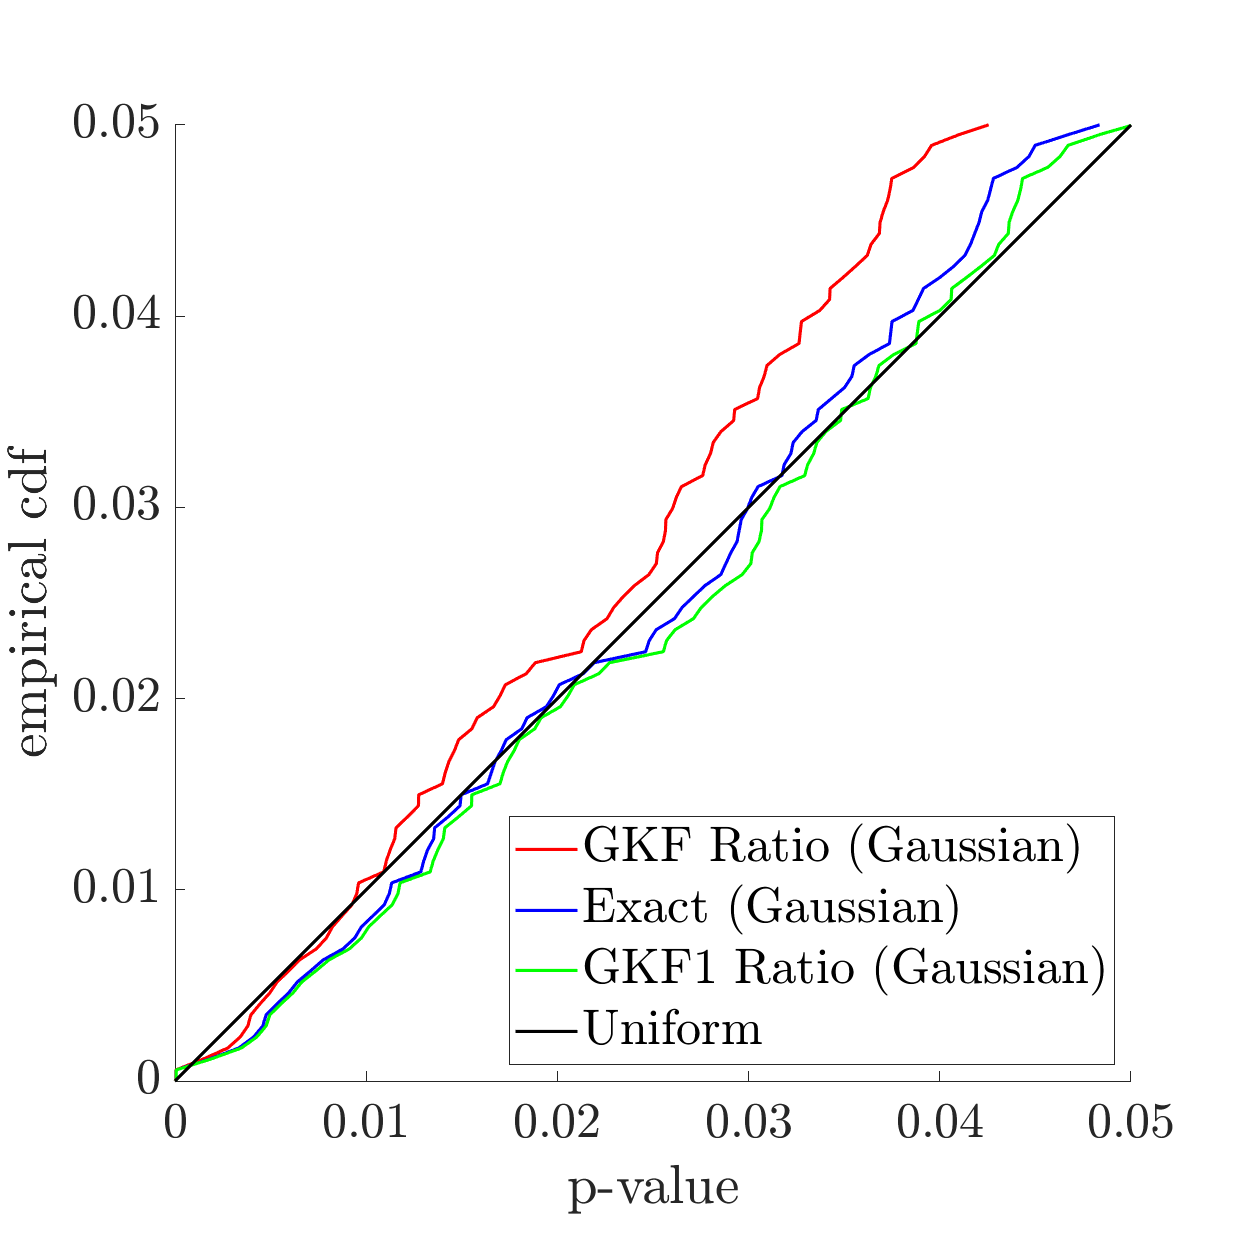 0.05
0.04
0.03
0.02
0.01
0
empirical cdf
0 0.01 0.02 0.03 0.04 0.05
p-value
GKF Ratio (Gaussian)
Exact (Gaussian)
GKF1 Ratio (Gaussian)
Uniform